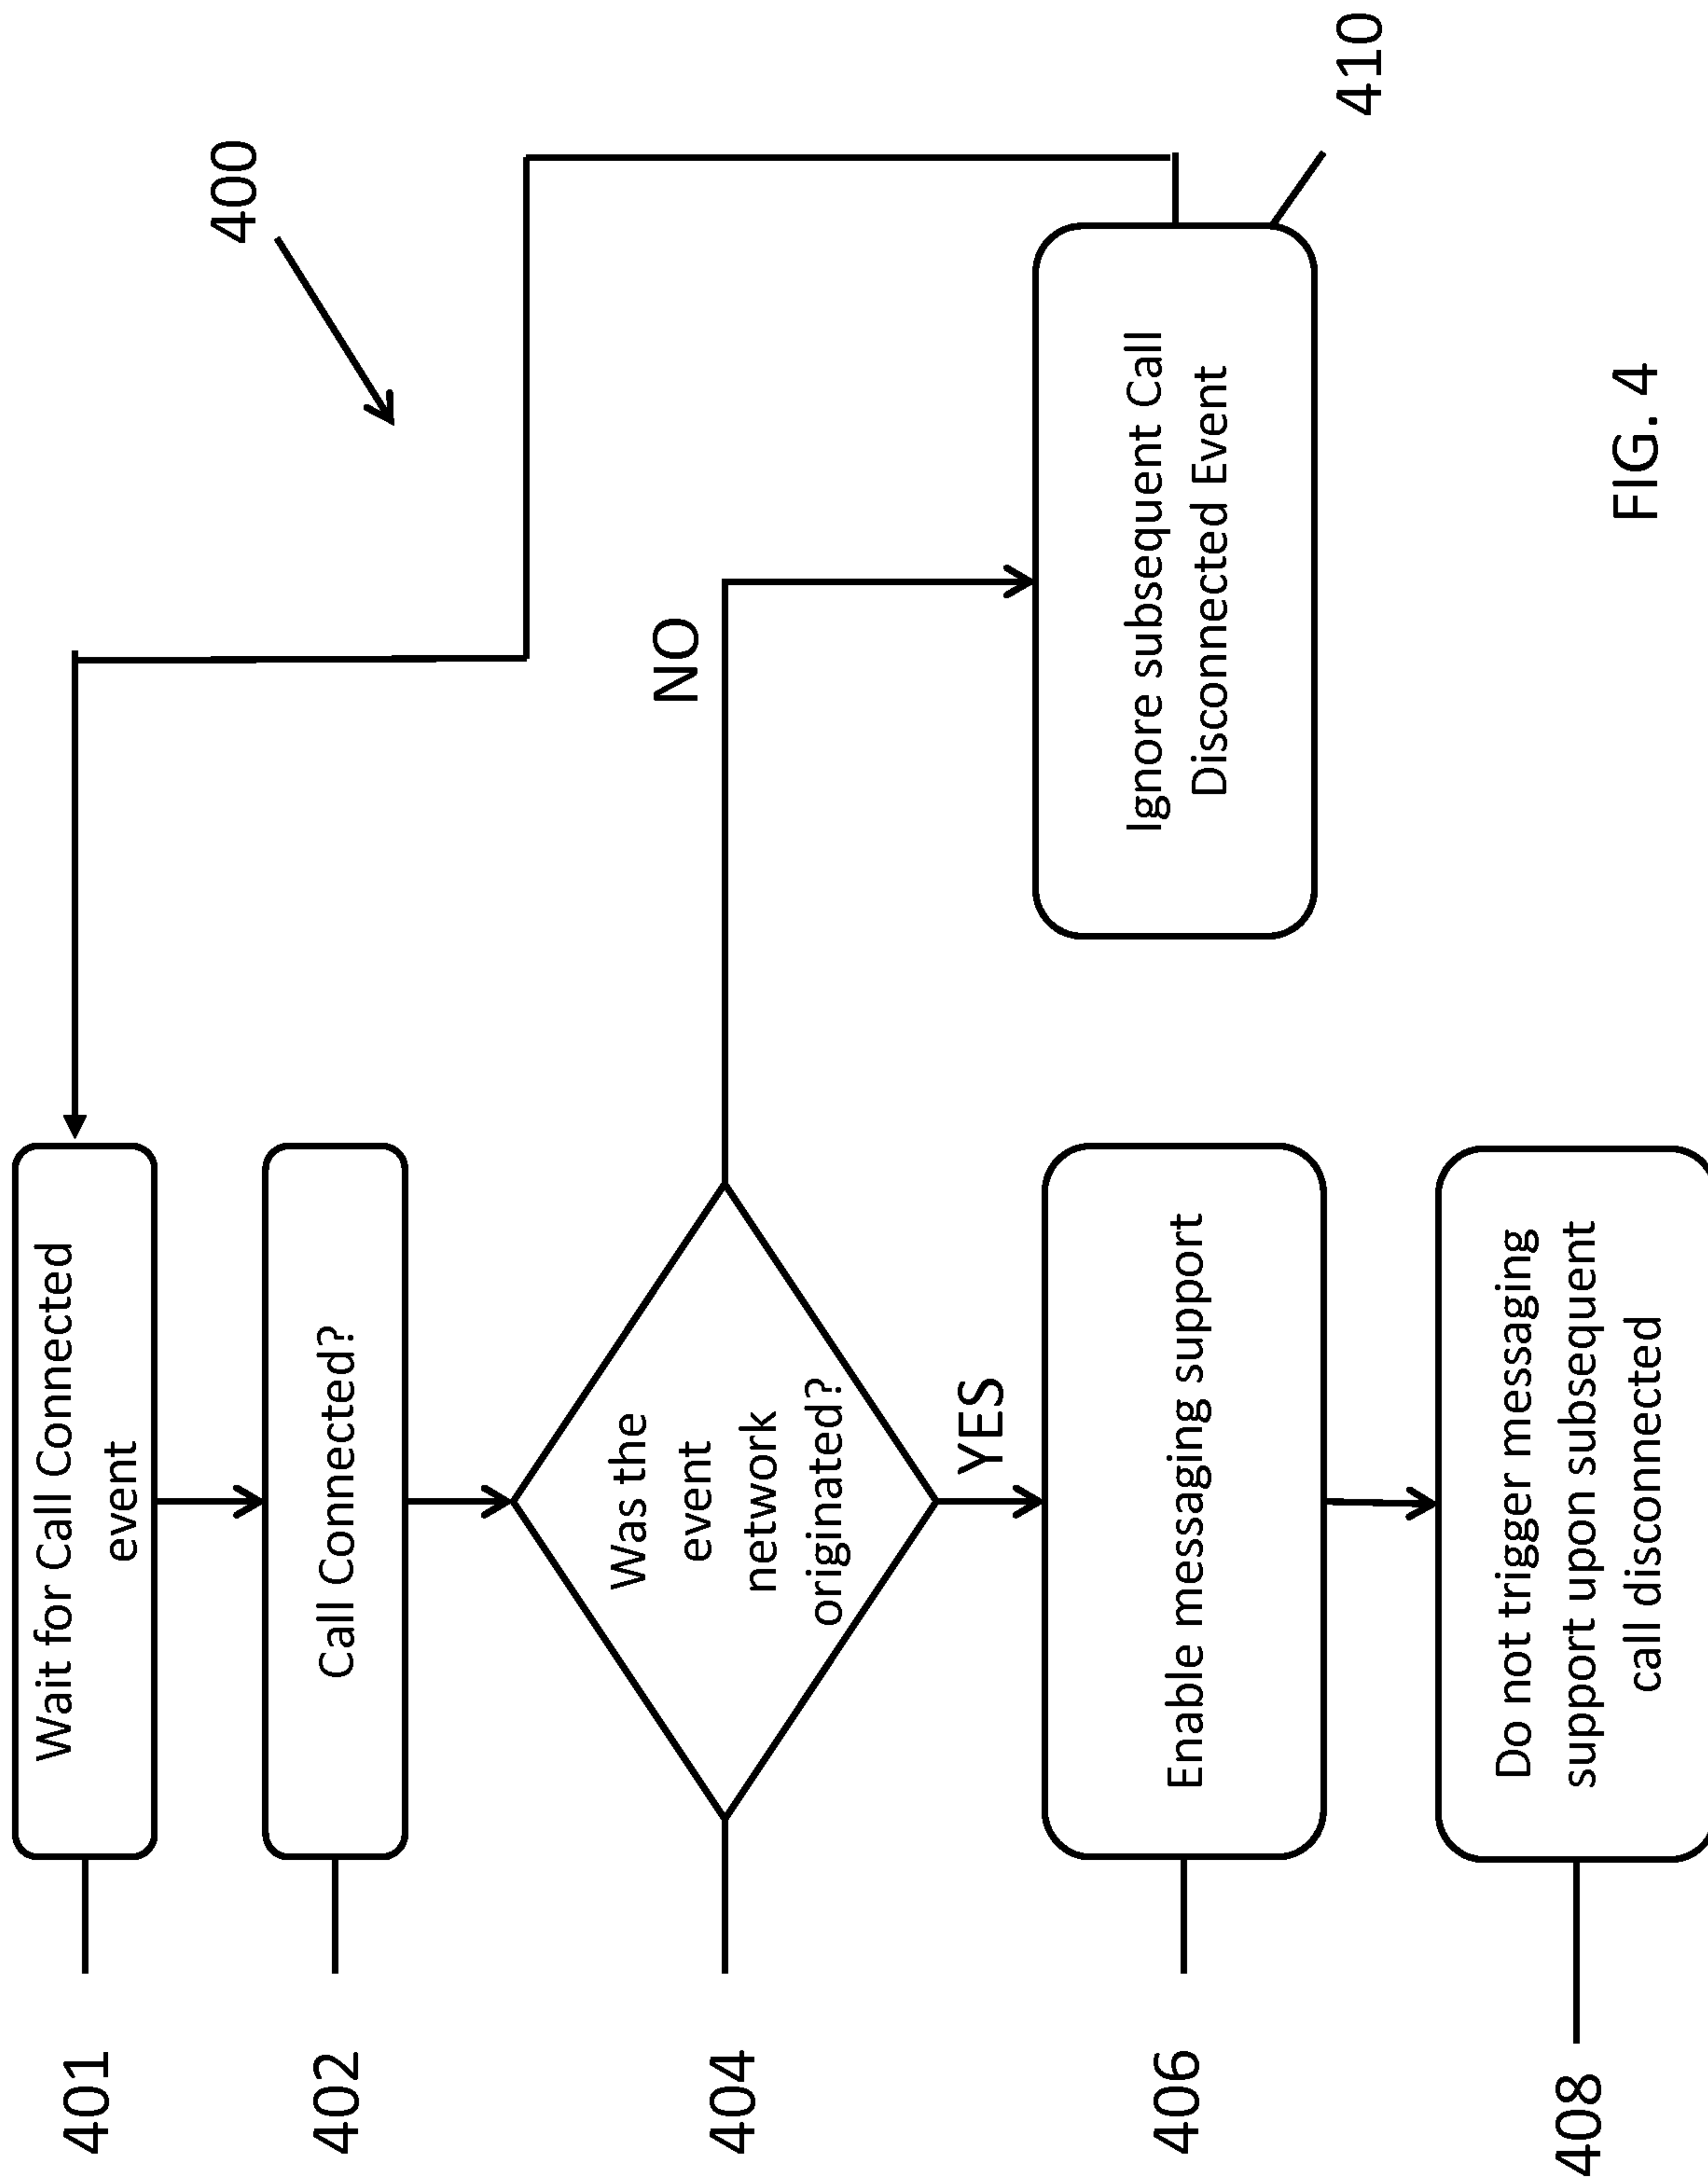 400
401
Wait for Call Connected
event
402
Call Connected?
404
Was the
event
network
originated?
NO
YES
406
Enable messaging support
Ignore subsequent Call
Disconnected Event
410
408
Do not trigger messaging
support upon subsequent
call disconnected
FIG. 4